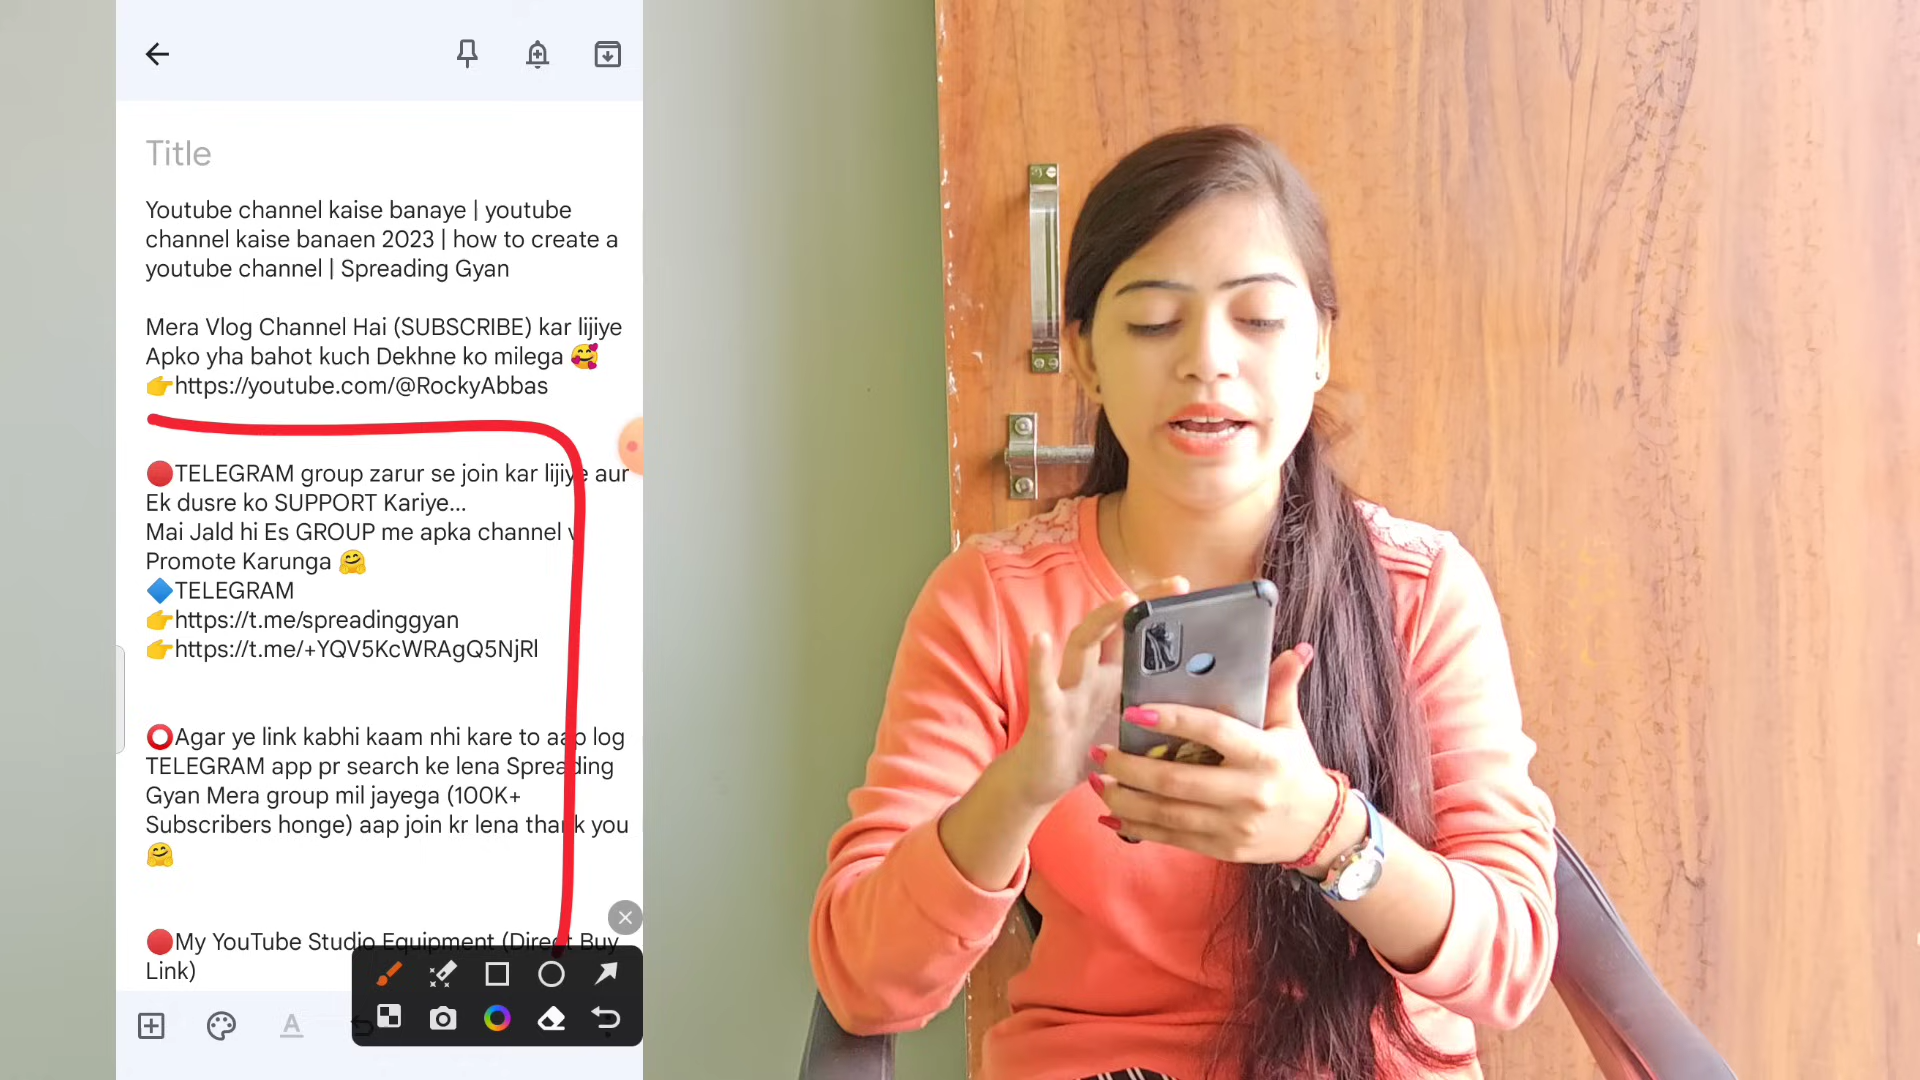 Title
Youtube channel kaise banaye | youtube
channel kaise banaen 2023 | how to create a
youtube channel | Spreading Gyan
Mera Vlog Channel Hai (SUBSCRIBE) kar lijiye
Apko yha bahot kuch Dekhne ko milega 🥰
👉https://youtube.com/@RockyAbbas
🔴TELEGRAM group zarur se join kar lijiye aur
Ek dusre ko SUPPORT Kariye...
Mai Jald hi Es GROUP me apka channel
Promote Karunga 🤗
🔷TELEGRAM
👉https://t.me/spreadinggyan
👉https://t.me/+YQV5KcWRAgQ5NjRl
⭕Agar ye link kabhi kaam nhi kare to aap log
TELEGRAM app pr search ke lena Spreading
Gyan Mera group mil jayega (100K+
Subscribers honge) aap join kr lena thank you
🤗
🔴My YouTube Studio Equipment (Direct Buy
Link)
A